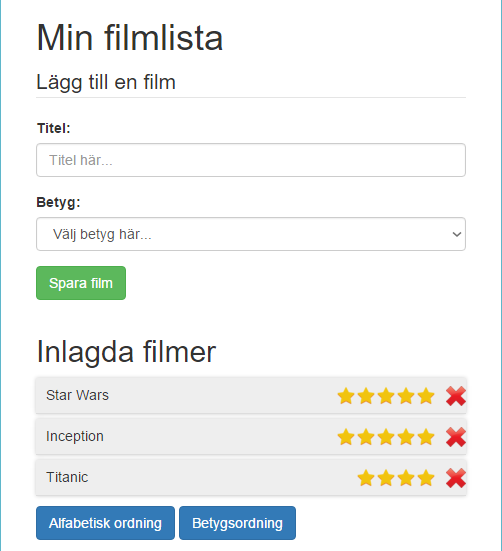 Min filmlista
Lägg till en film
Titel:
Titel här...
Betyg:
Välj betyg här...
Spara film
Inlagda filmer
Star Wars
Inception
Titanic
Alfabetisk ordning Betygsordning